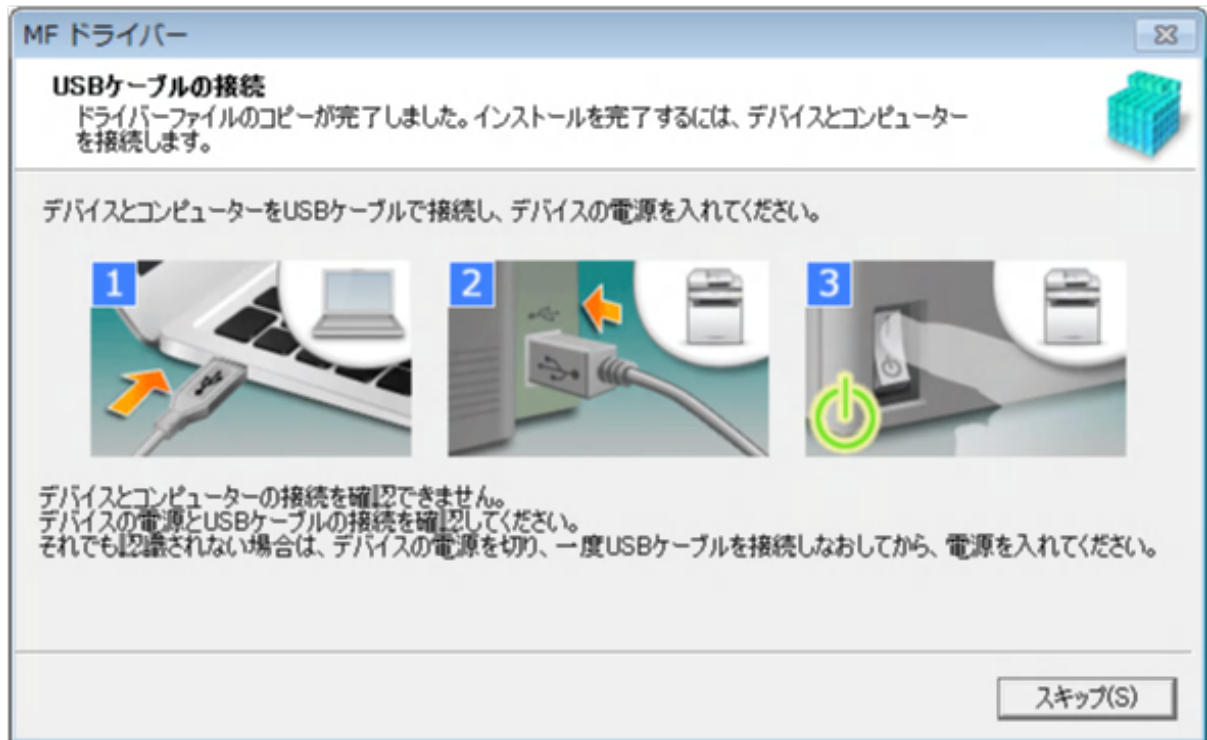 MF ドライバー
USBケーブルの接続
ドライバーファイルのコピーが完了しました。インストールを完了するには、デバイスとコンピューター
を接続します。
デバイスとコンピューターをUSBケーブルで接続し、デバイスの電源を入れてください。
1
2
3
デバイスとコンピューターの接続を確認できません。
デバイスの電源とUSBケーブルの接続を確認してください。
それでも認識されない場合は、デバイスの電源を切り、一度USBケーブルを接続しなおしてから、電源を入れてください。
スキップ(S)